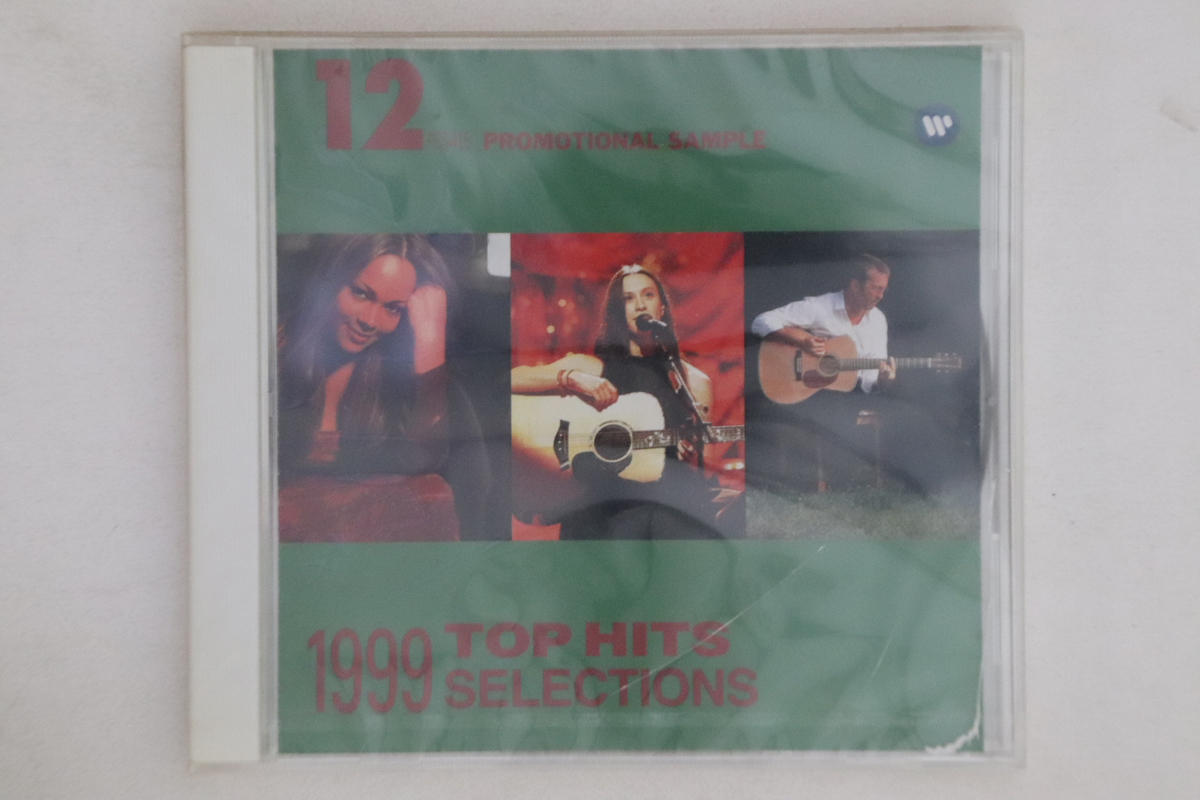 12
PROMOTIONAL SAMPLE
1999 TOP HITS
SELECTIONS